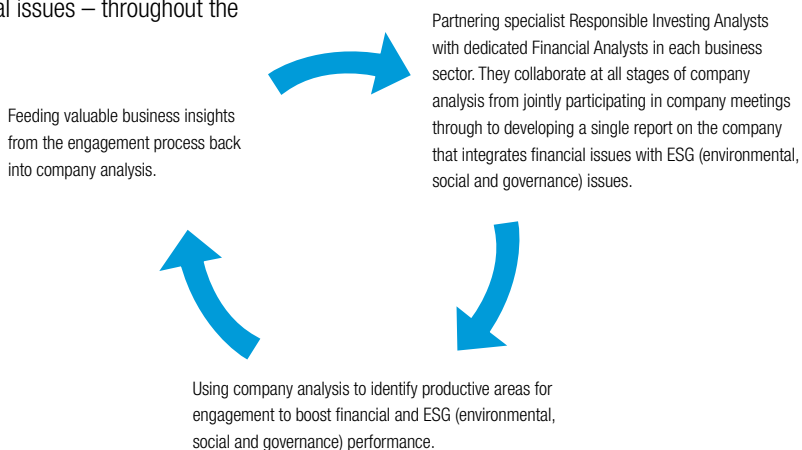 al issues – throughout the
Partnering specialist Responsible Investing Analysts
with dedicated Financial Analysts in each business
sector. They collaborate at all stages of company
analysis from jointly participating in company meetings
through to developing a single report on the company
that integrates financial issues with ESG (environmental,
social and governance) issues.
Using company analysis to identify productive areas for
engagement to boost financial and ESG (environmental,
social and governance) performance.
Feeding valuable business insights
from the engagement process back
into company analysis.